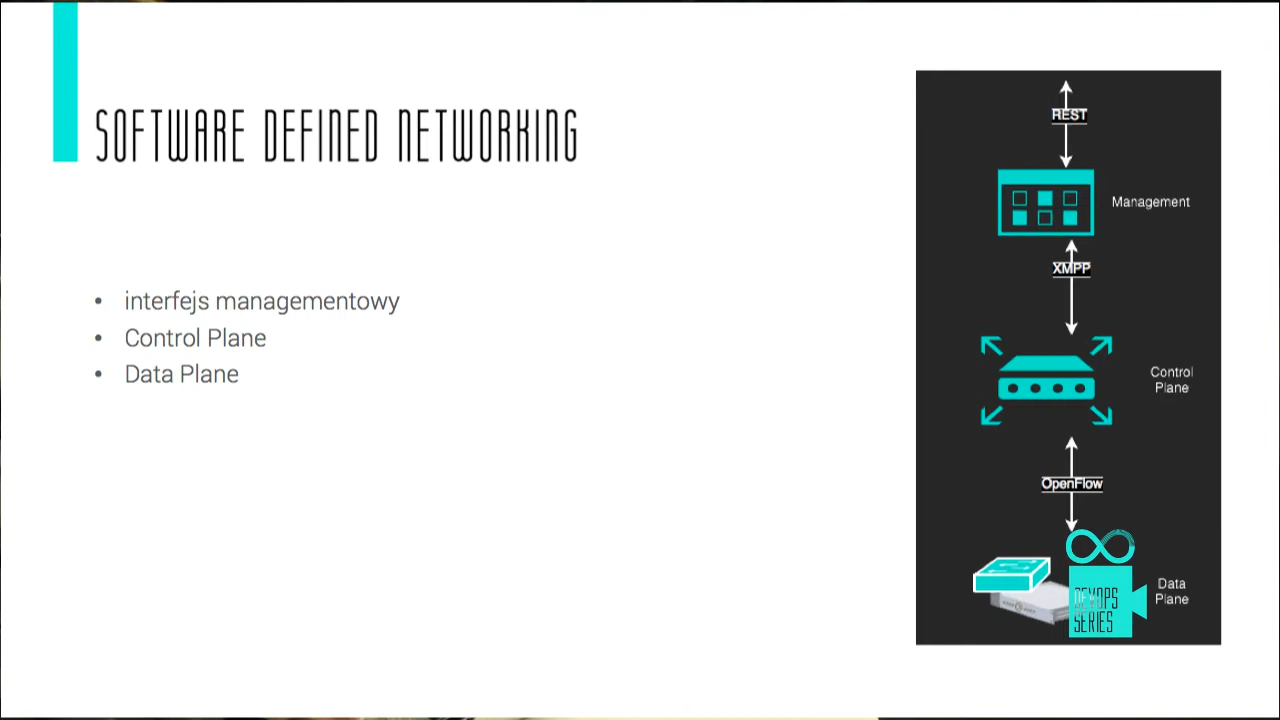 SOFTWARE DEFINED NETWORKING
• interfejs managementowy
• Control Plane
• Data Plane
REST
Management
XMPP
Control
Plane
OpenFlow
Data
Plane
DEVOPS
SERIES